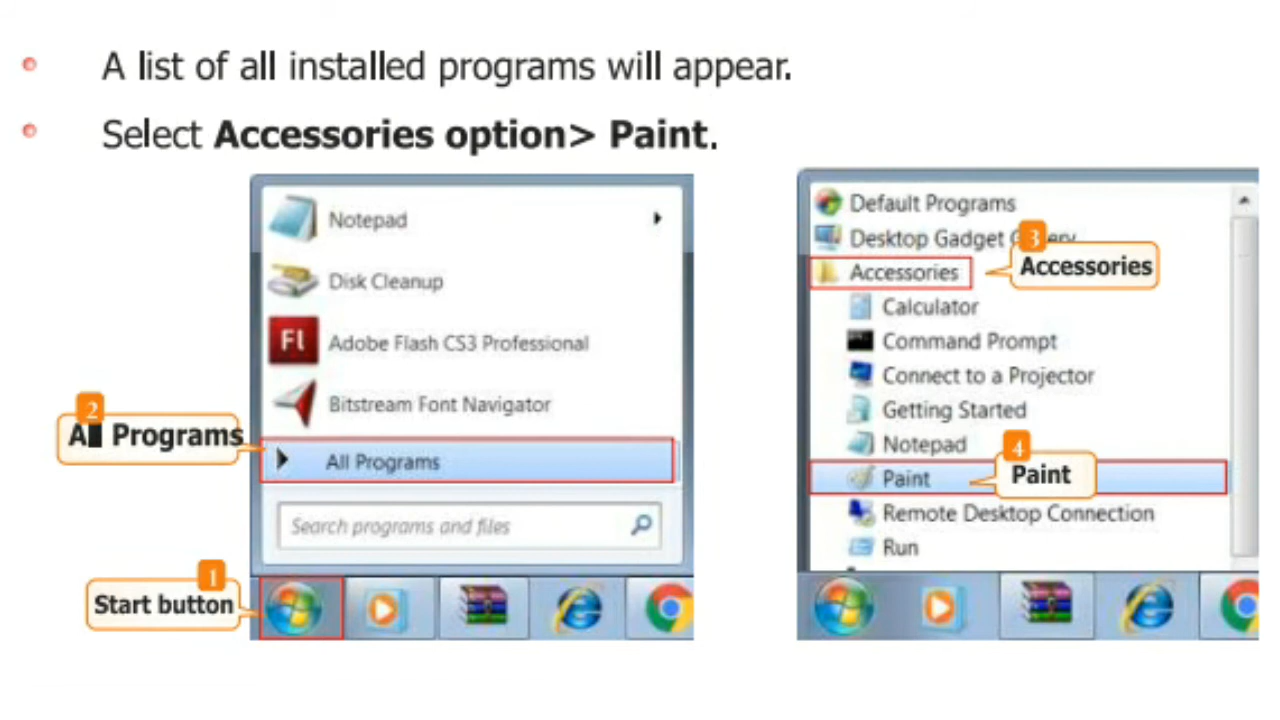 A list of all installed programs will appear.
Select Accessories option> Paint.
Notepad
Disk Cleanup
Fl
Adobe Flash CS3 Professional
Bitstream Font Navigator
2
All Programs
All Programs
Search programs and files
1
Start button
Default Programs
Desktop Gadget
3
Accessories
Accessories
Calculator
Command Prompt
Connect to a Projector
Getting Started
Notepad
4
Paint
Paint
Remote Desktop Connection
Run